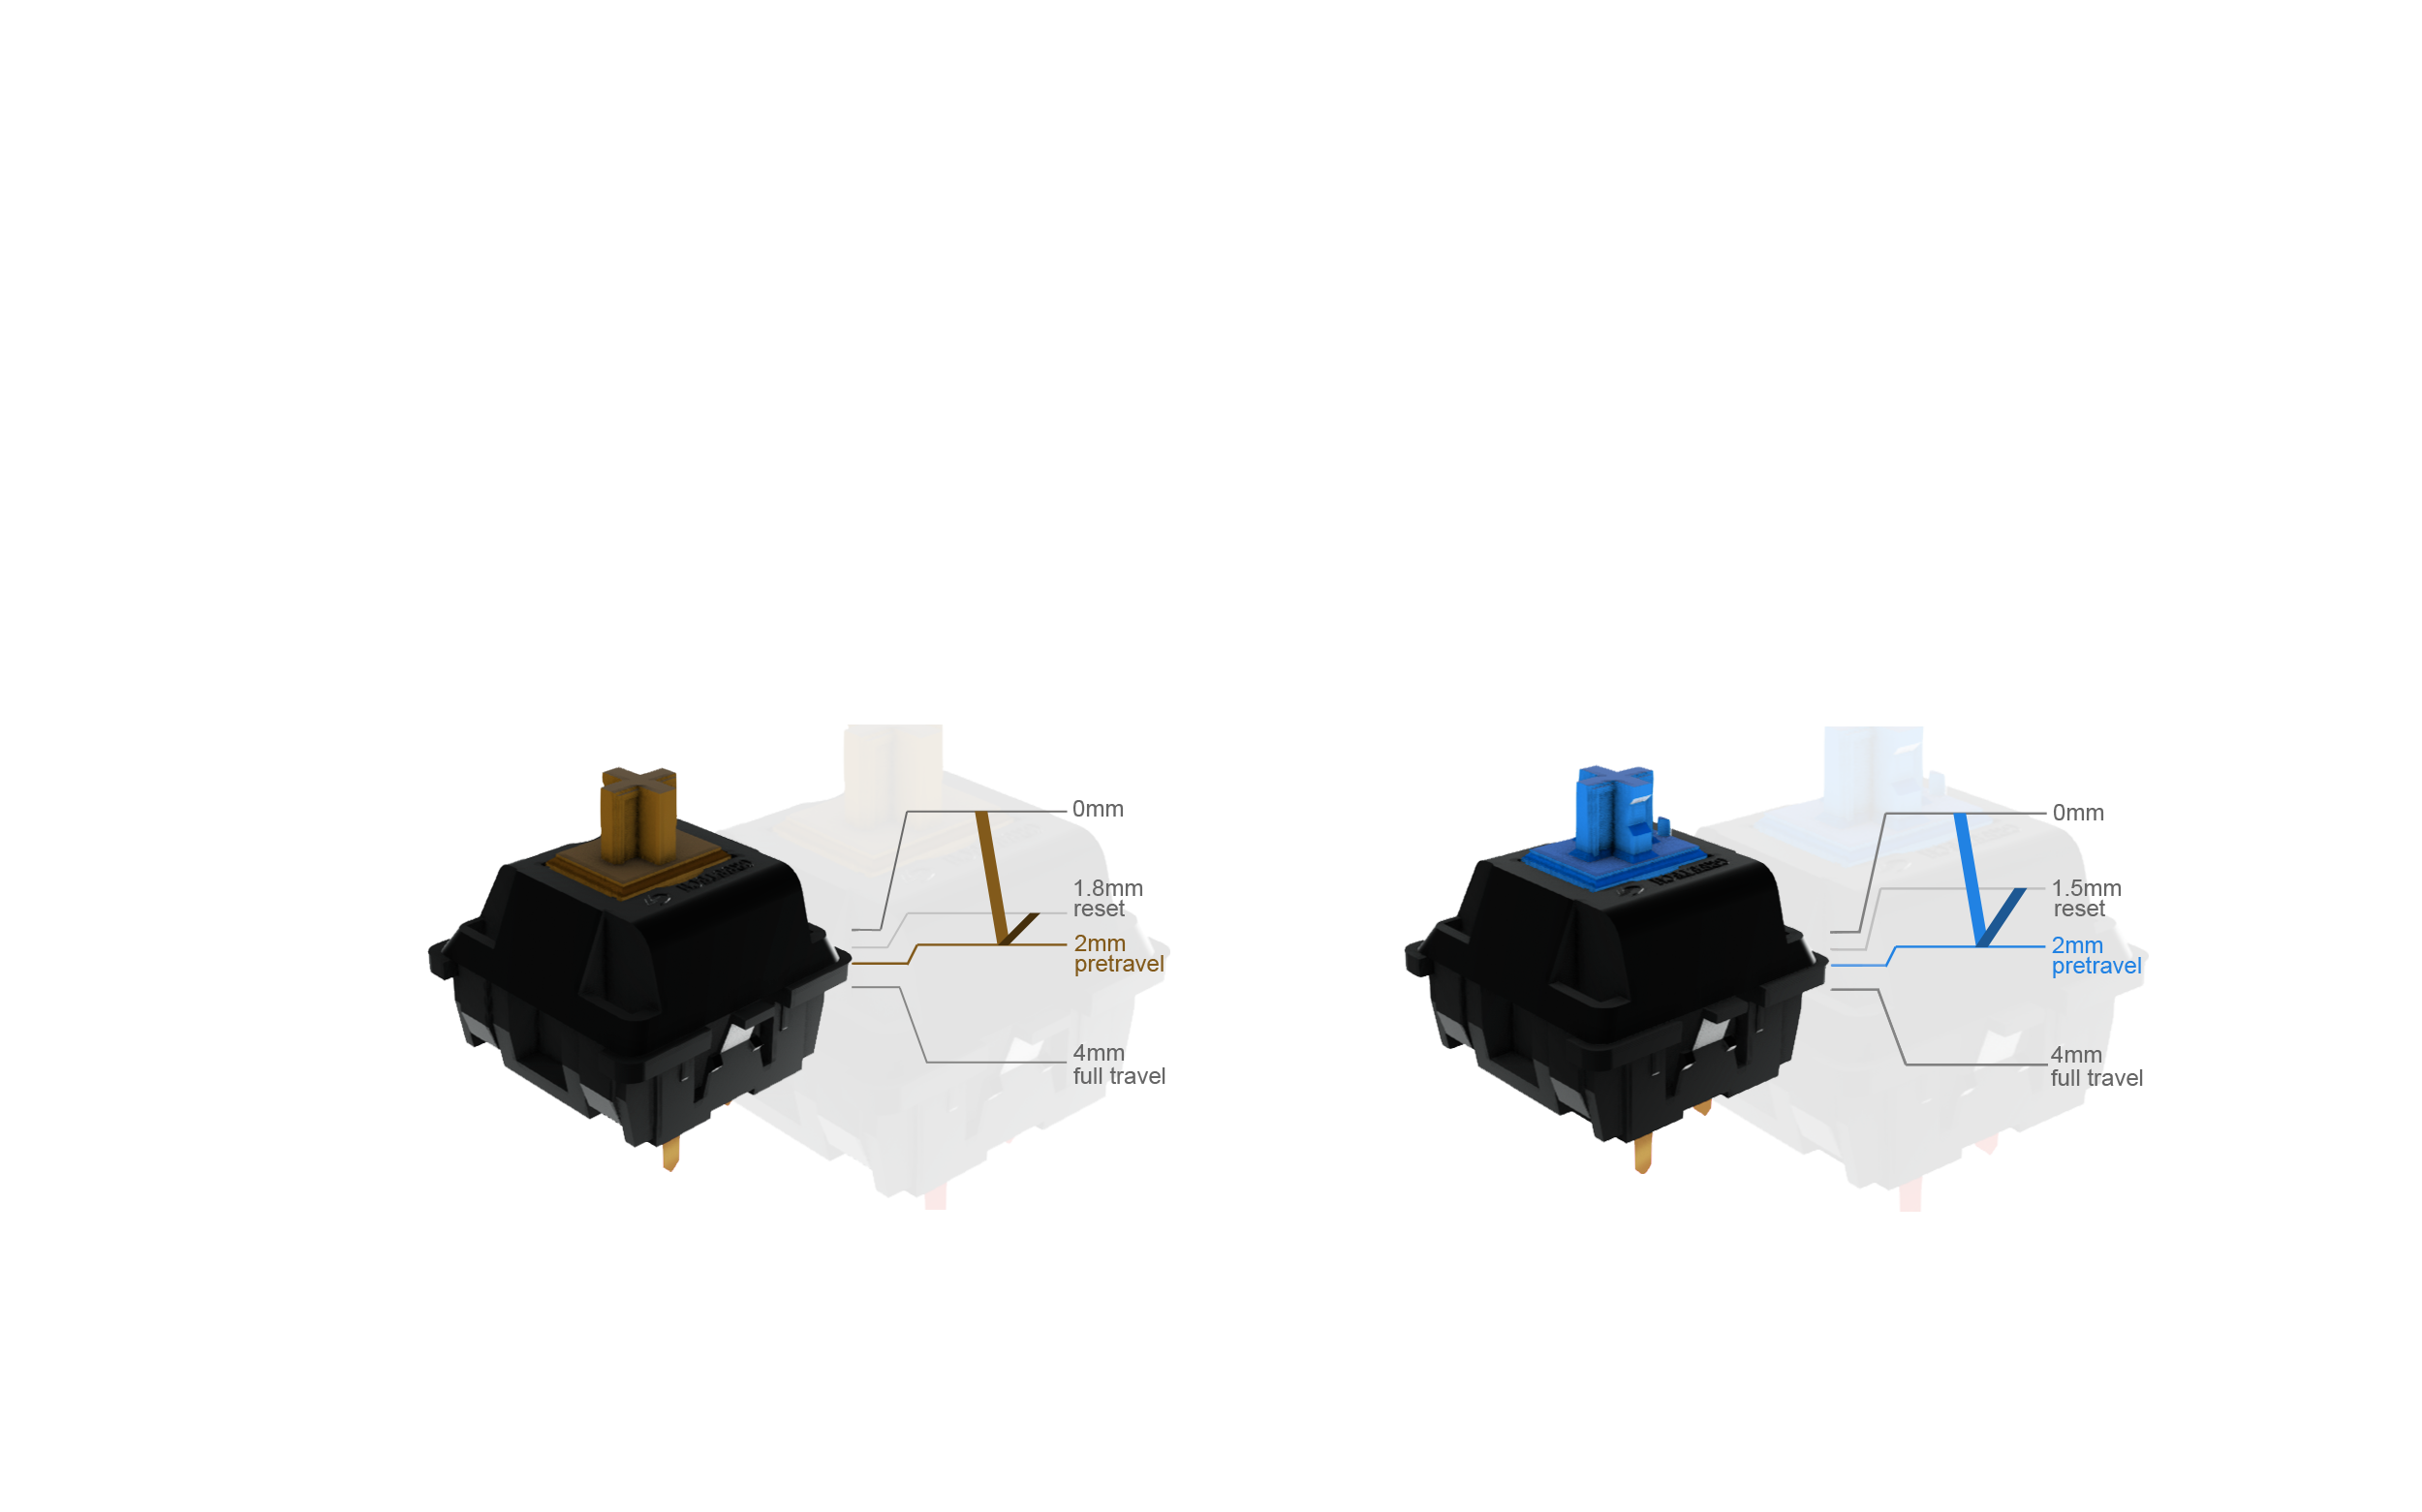 0mm
1.8mm
reset
2mm
pretravel
4mm
full travel
0mm
1.5mm
reset
2mm
pretravel
4mm
full travel